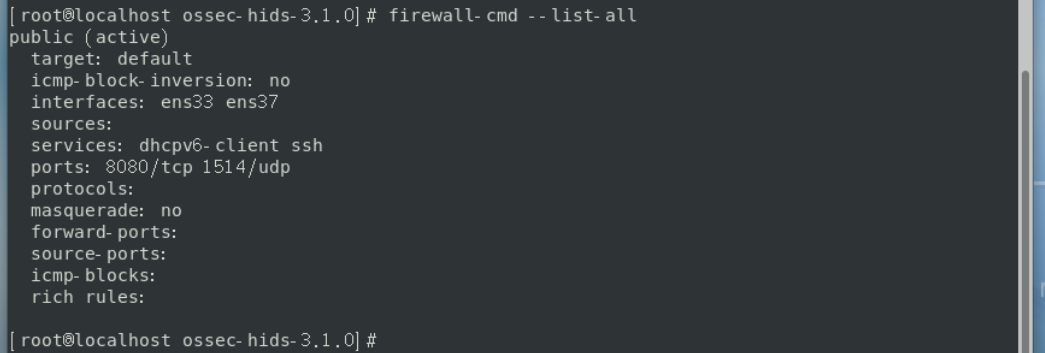 [root@localhost ossec-hids-3.1.0]# firewall-cmd --list-all
public (active)
  target: default
  icmp-block-inversion: no
  interfaces: ens33 ens37
  sources:
  services: dhcpv6-client ssh
  ports: 8080/tcp 1514/udp
  protocols:
  masquerade: no
  forward-ports:
  source-ports:
  icmp-blocks:
  rich rules:
[root@localhost ossec-hids-3.1.0]#